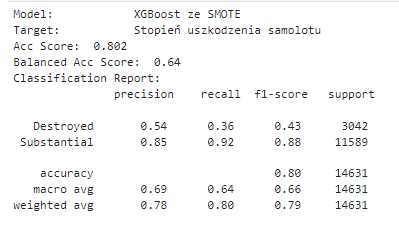 Model: XGBoost ze SMOTE
Target: Stopień uszkodzenia samolotu
Acc Score: 0.802
Balanced Acc Score: 0.64
Classification Report:
precision recall f1-score support
Destroyed 0.54 0.36 0.43 3042
Substantial 0.85 0.92 0.88 11589
accuracy 0.80 14631
macro avg 0.69 0.64 0.66 14631
weighted avg 0.78 0.80 0.79 14631